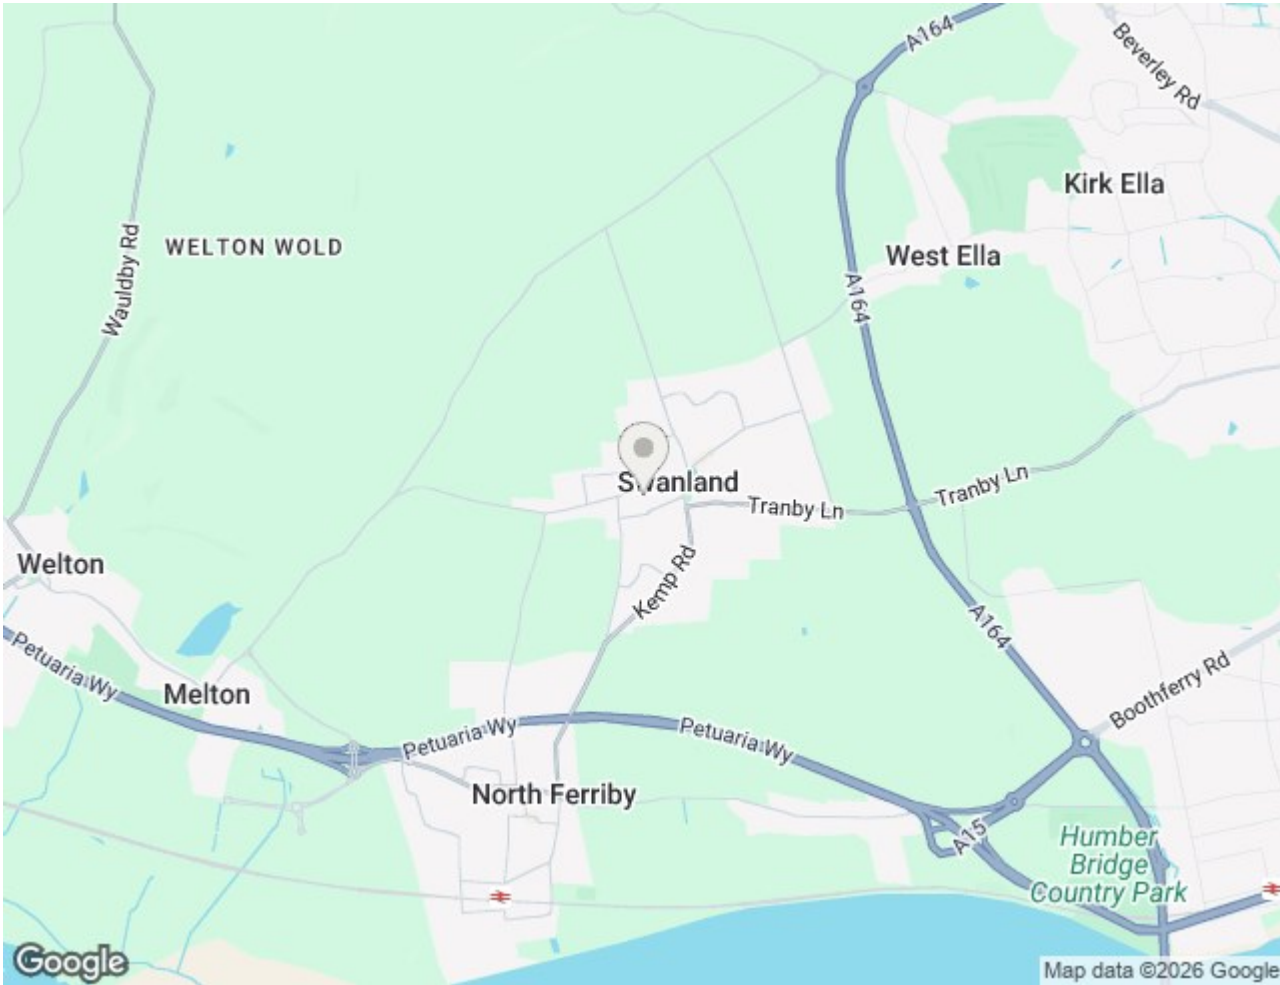 A164
Beverley Rd
Kirk Ella
Wauldby Rd
WELTON WOLD
West Ella
A164
Swanland
Tranby Ln
Tranby Ln
Welton
Kemp Rd
A164
Petuaria Wy
Melton
Boothferry Rd
Petuaria Wy
Petuaria Wy
North Ferriby
A15
Humber
Bridge
Country Park
Google
Map data ©2026 Google